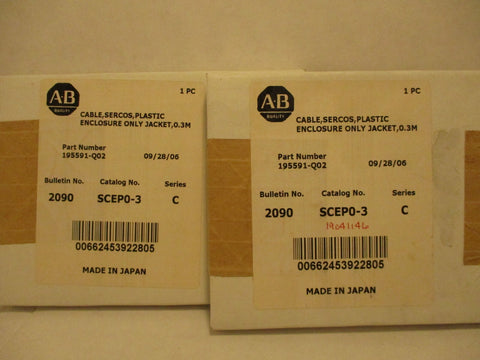 A-B
QUALITY
1 PC
CABLE,SERCOS,PLASTIC
ENCLOSURE ONLY JACKET,0.3M
Part Number
195591-Q02 09/28/06
Bulletin No. Catalog No. Series
2090 SCEP0-3 C
00662453922805
MADE IN JAPAN
A-B
QUALITY
1 PC
CABLE,SERCOS,PLASTIC
ENCLOSURE ONLY JACKET,0.3M
Part Number
195591-Q02 09/28/06
Bulletin No. Catalog No. Series
2090 SCEP0-3 C
19041146
00662453922805
MADE IN JAPAN